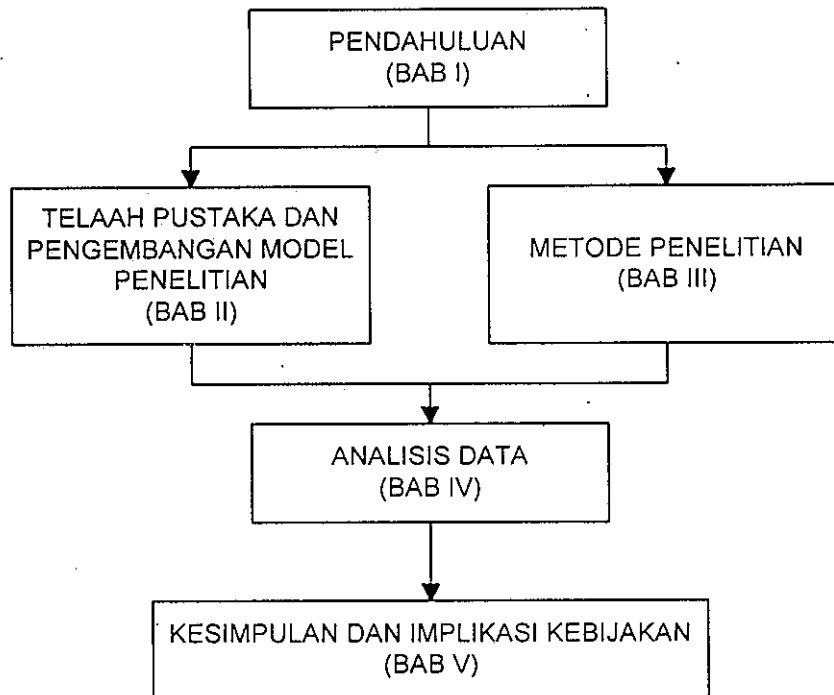 PENDAHULUAN
(BAB I)
TELAAH PUSTAKA DAN
PENGEMBANGAN MODEL
PENELITIAN
(BAB II)
METODE PENELITIAN
(BAB III)
ANALISIS DATA
(BAB IV)
KESIMPULAN DAN IMPLIKASI KEBIJAKAN
(BAB V)